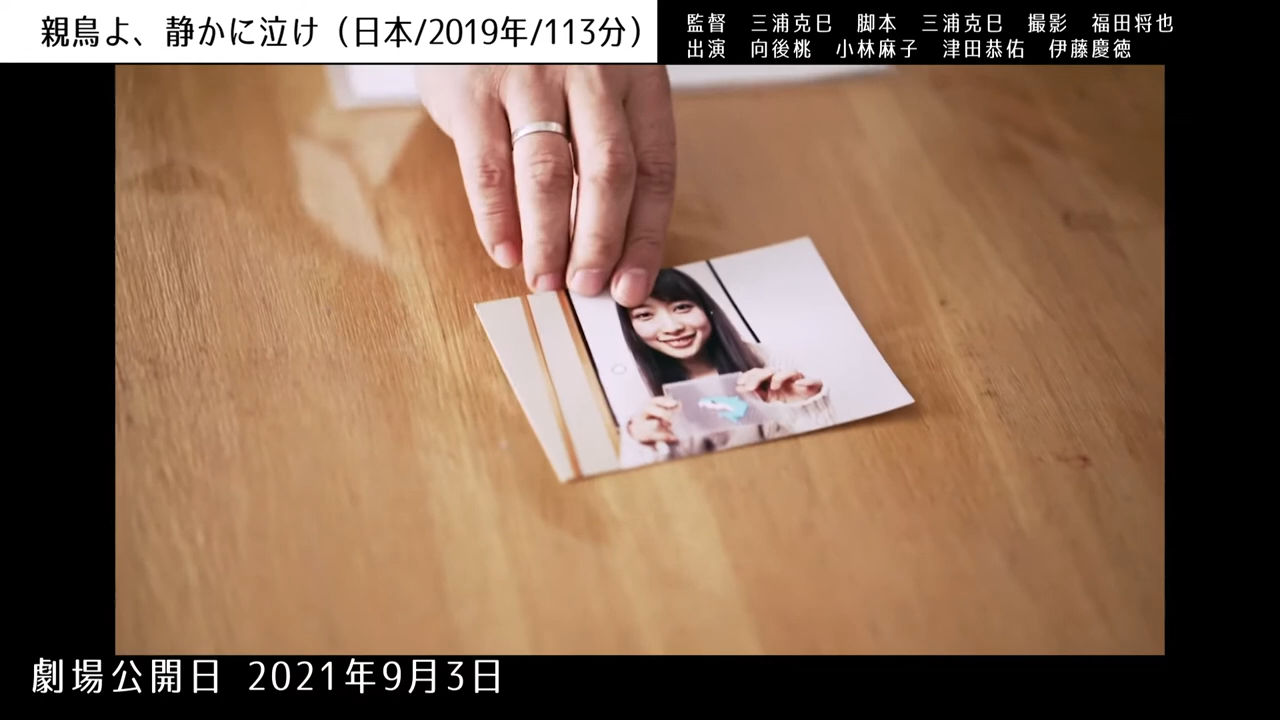 親鳥よ、静かに泣け（日本/2019年/113分）
監督　三浦克巳　脚本　三浦克巳　撮影　福田将也
出演　向後桃　小林麻子　津田恭佑　伊藤慶徳
劇場公開日 2021年9月3日